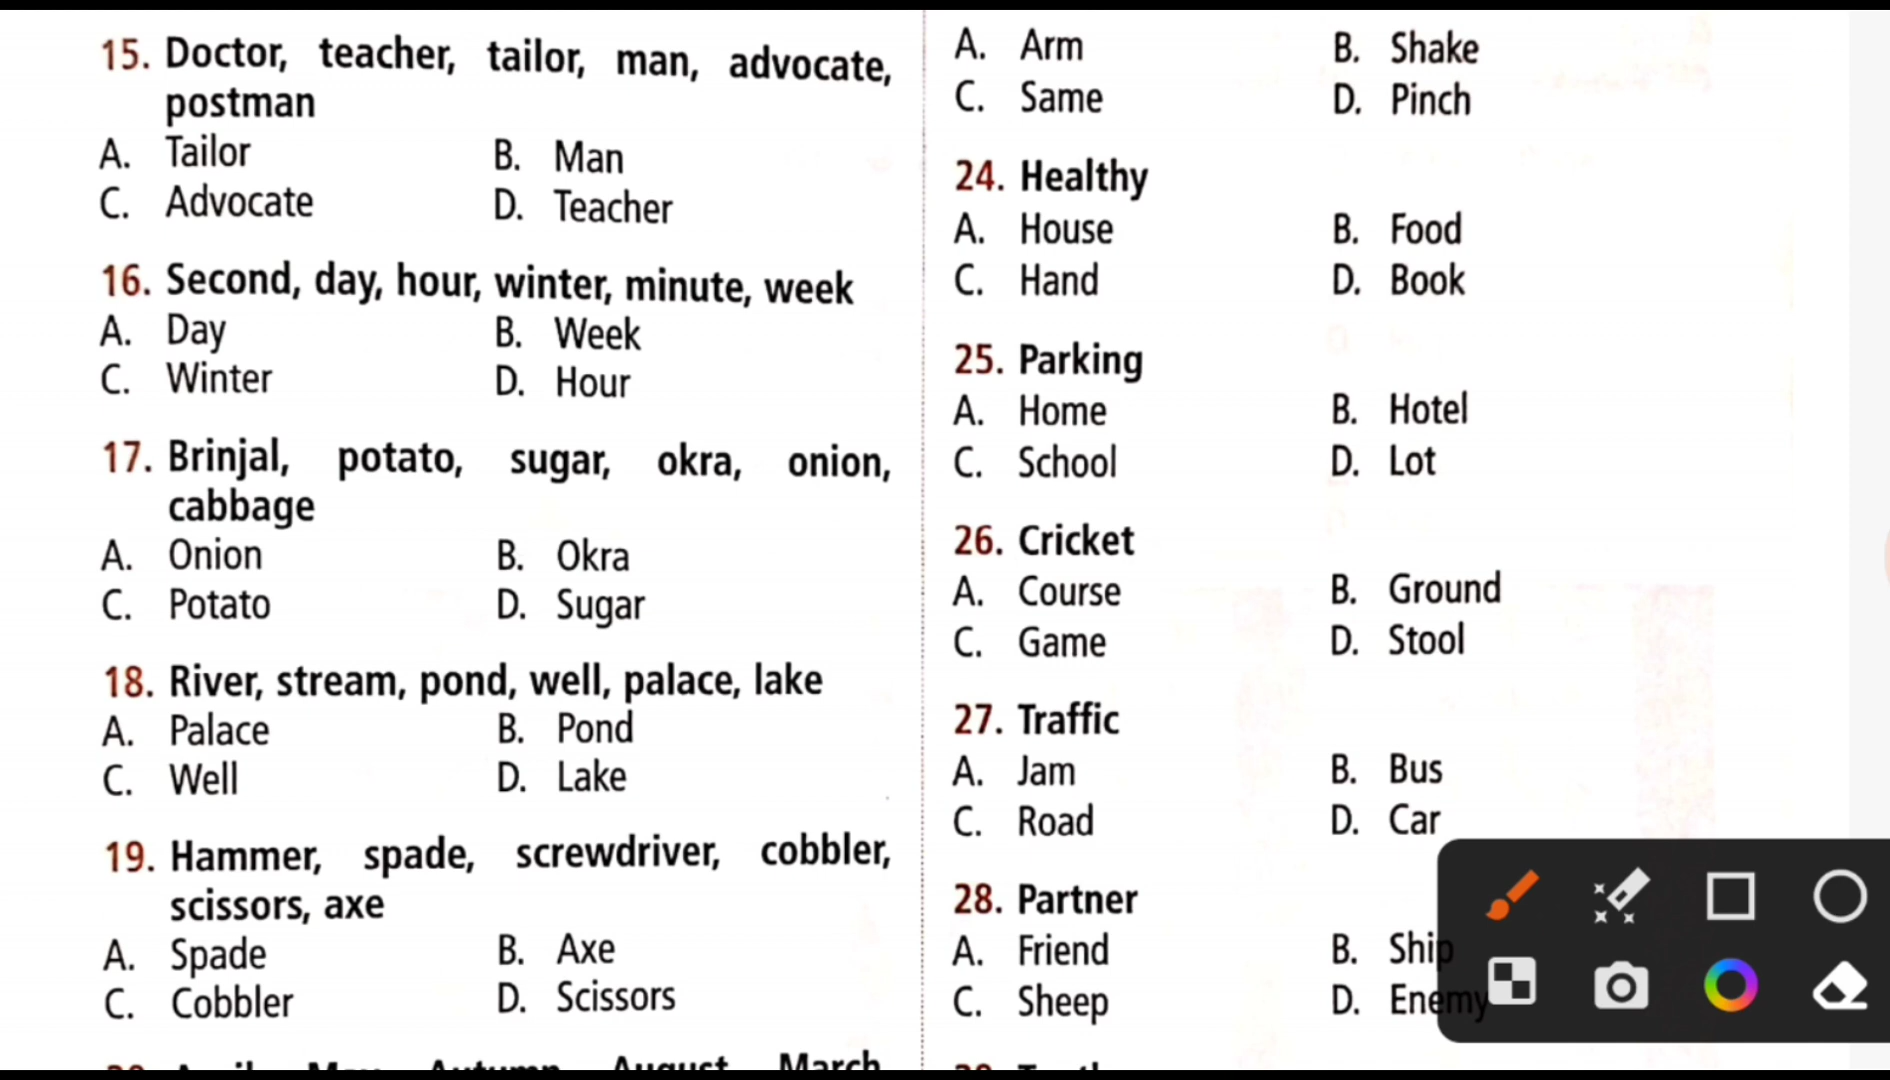 15. Doctor, teacher, tailor, man, advocate,
postman
A. Tailor B. Man
C. Advocate D. Teacher
16. Second, day, hour, winter, minute, week
A. Day B. Week
C. Winter D. Hour
17. Brinjal, potato, sugar, okra, onion,
cabbage
A. Onion B. Okra
C. Potato D. Sugar
18. River, stream, pond, well, palace, lake
A. Palace B. Pond
C. Well D. Lake
19. Hammer, spade, screwdriver, cobbler,
scissors, axe
A. Spade B. Axe
C. Cobbler D. Scissors
August March
A. Arm B. Shake
C. Same D. Pinch
24. Healthy
A. House B. Food
C. Hand D. Book
25. Parking
A. Home B. Hotel
C. School D. Lot
26. Cricket
A. Course B. Ground
C. Game D. Stool
27. Traffic
A. Jam B. Bus
C. Road D. Car
28. Partner
A. Friend B. Ship
C. Sheep D. Enemy